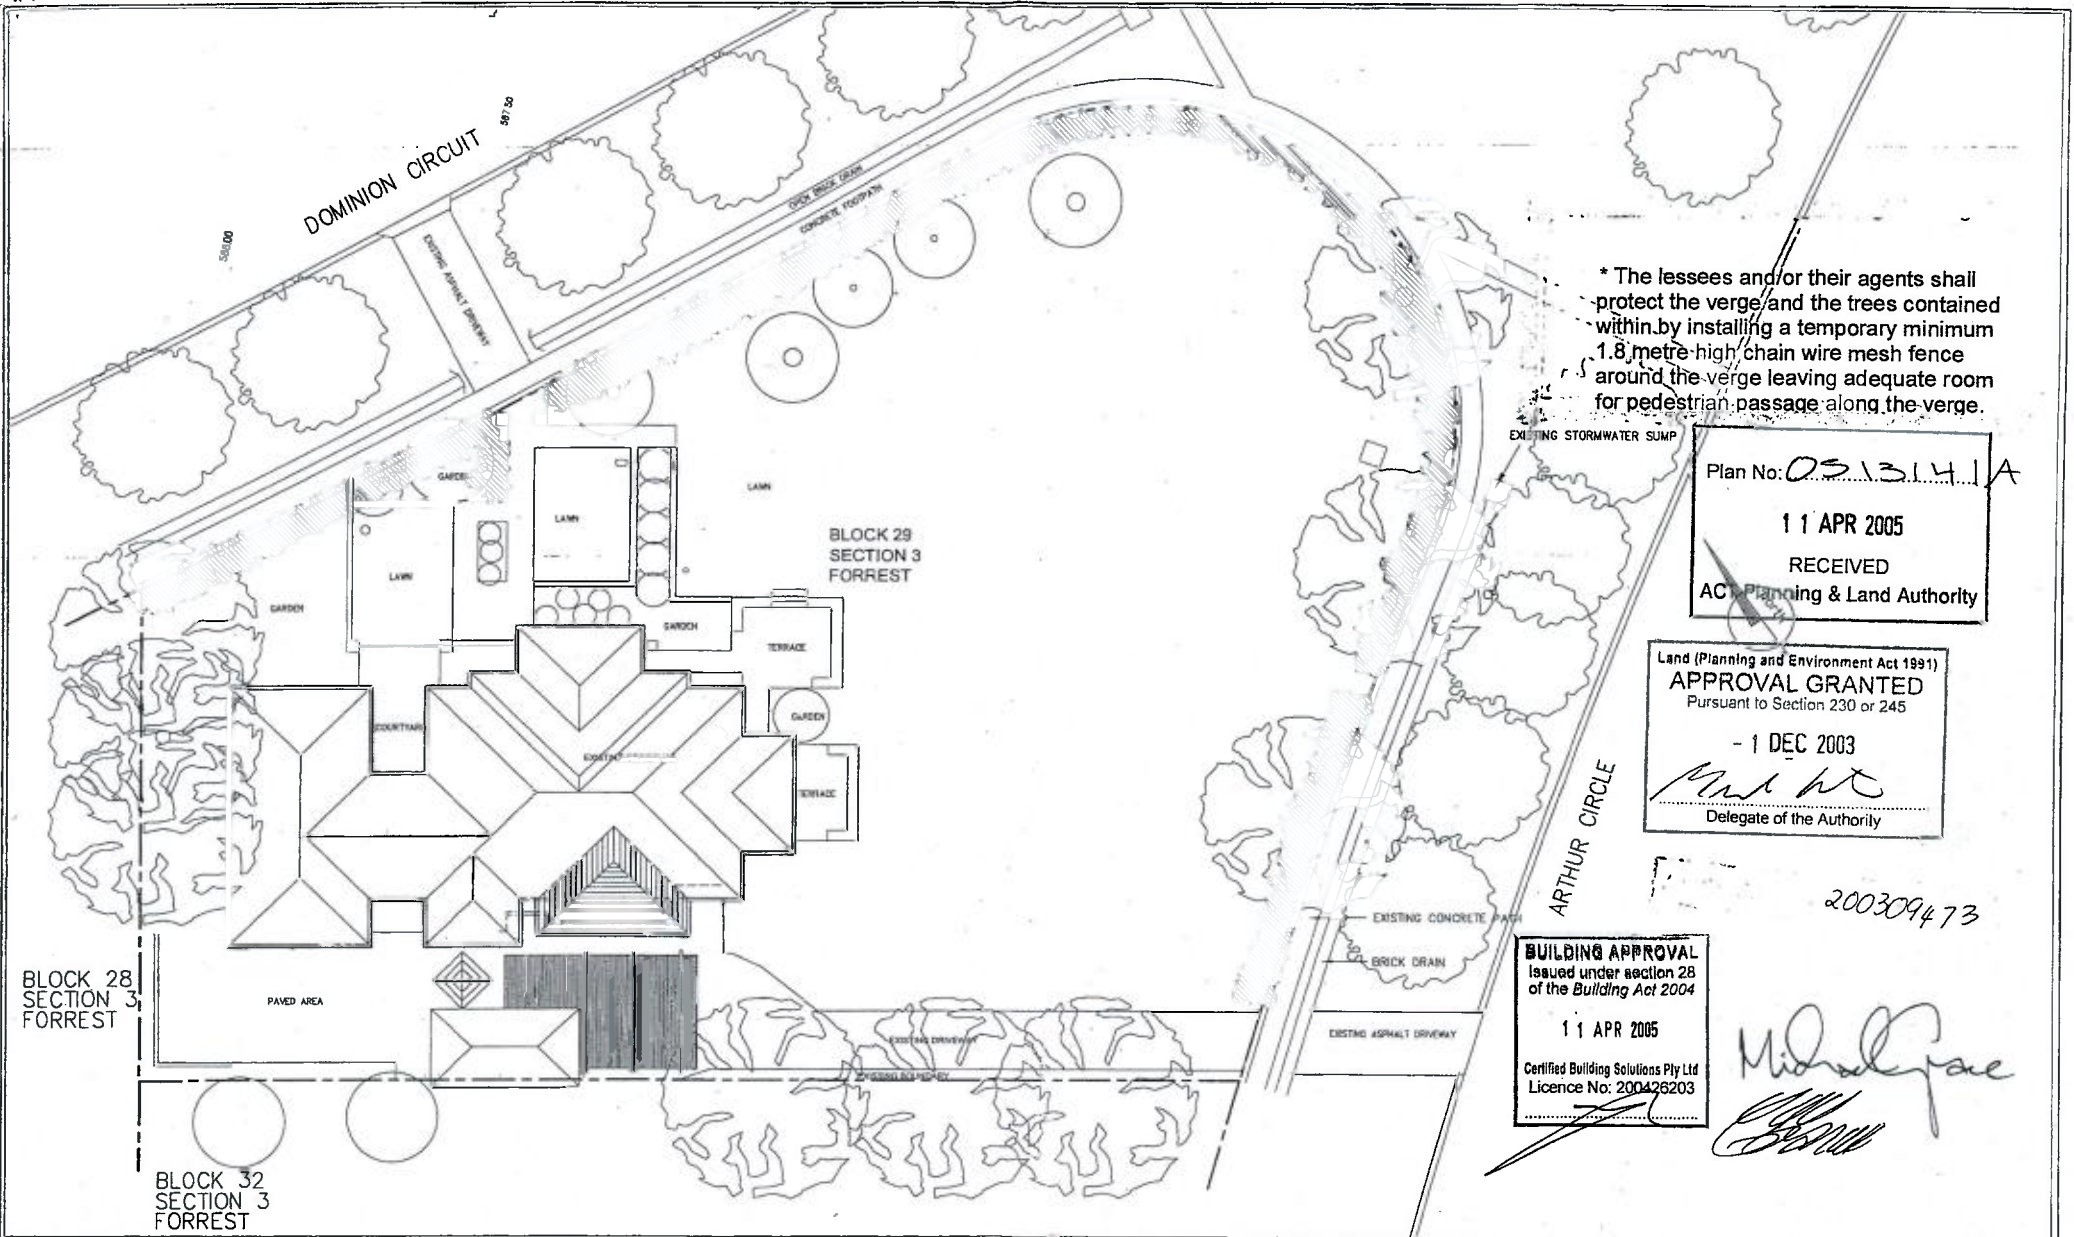 DOMINION CIRCUIT
587.50
588.00
OPEN BRICK DRAIN
CONCRETE FOOTPATH
EXISTING ASPHALT DRIVEWAY
* The lessees and/or their agents shall
protect the verge and the trees contained
within by installing a temporary minimum
1.8 metre high chain wire mesh fence
around the verge leaving adequate room
for pedestrian passage along the verge.
EXISTING STORMWATER SUMP
Plan No: 0513141A
11 APR 2005
RECEIVED
ACT Planning & Land Authority
North
Land (Planning and Environment Act 1991)
APPROVAL GRANTED
Pursuant to Section 230 or 245
- 1 DEC 2003
Delegate of the Authority
200309473
GARDEN
LAWN
LAWN
LAWN
BLOCK 29
SECTION 3
FORREST
GARDEN
GARDEN
TERRACE
GARDEN
COURTYARD
TERRACE
ARTHUR CIRCLE
EXISTING CONCRETE PATH
BRICK DRAIN
EXISTING ASPHALT DRIVEWAY
BUILDING APPROVAL
Issued under section 28
of the Building Act 2004
11 APR 2005
Certified Building Solutions Pty Ltd
Licence No: 200426203
BLOCK 28
SECTION 3
FORREST
PAVED AREA
EXISTING DRIVEWAY
EXISTING BOUNDARY
BLOCK 32
SECTION 3
FORREST